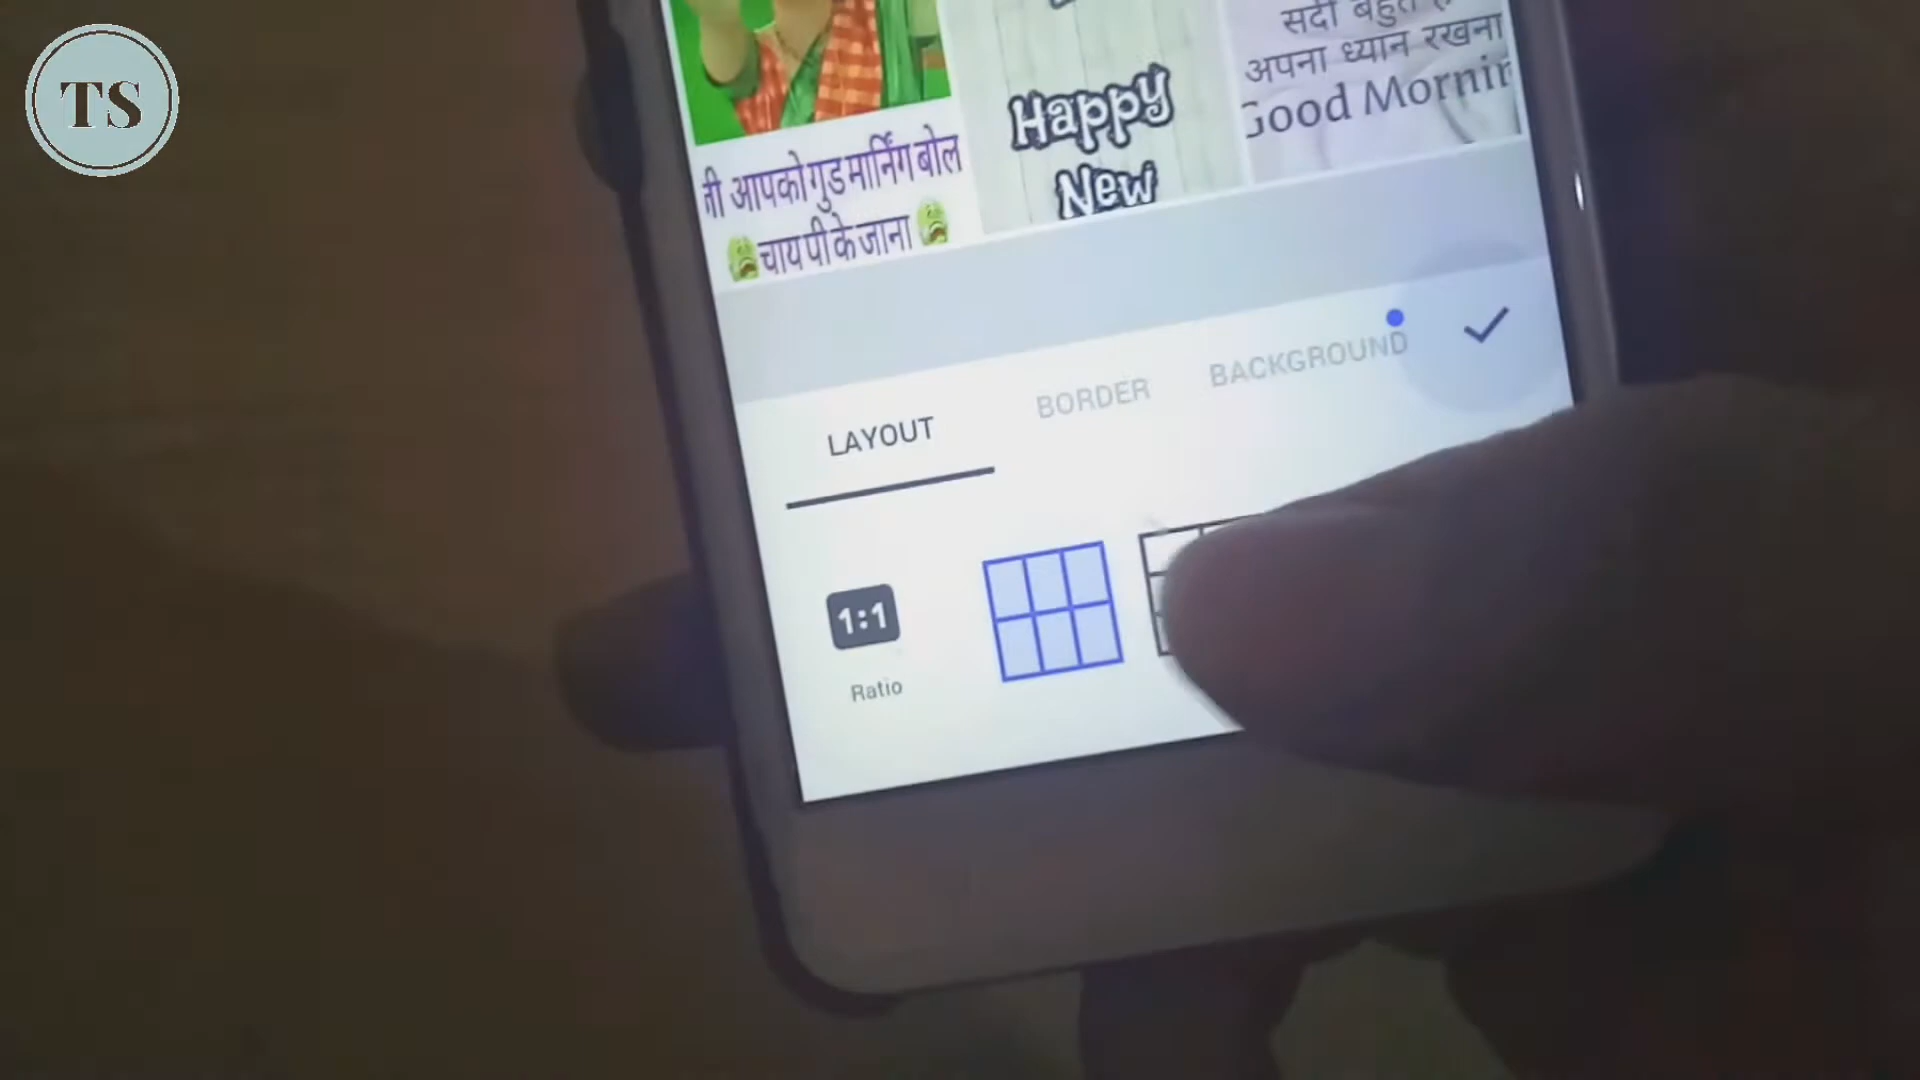 TS
सर्दी बहुत है
अपना ध्यान रखना
Good Mornin
Happy
New
आपको गुड मार्निंग बोल
चाय पी के जाना
LAYOUT
BORDER
BACKGROUND
1:1
Ratio